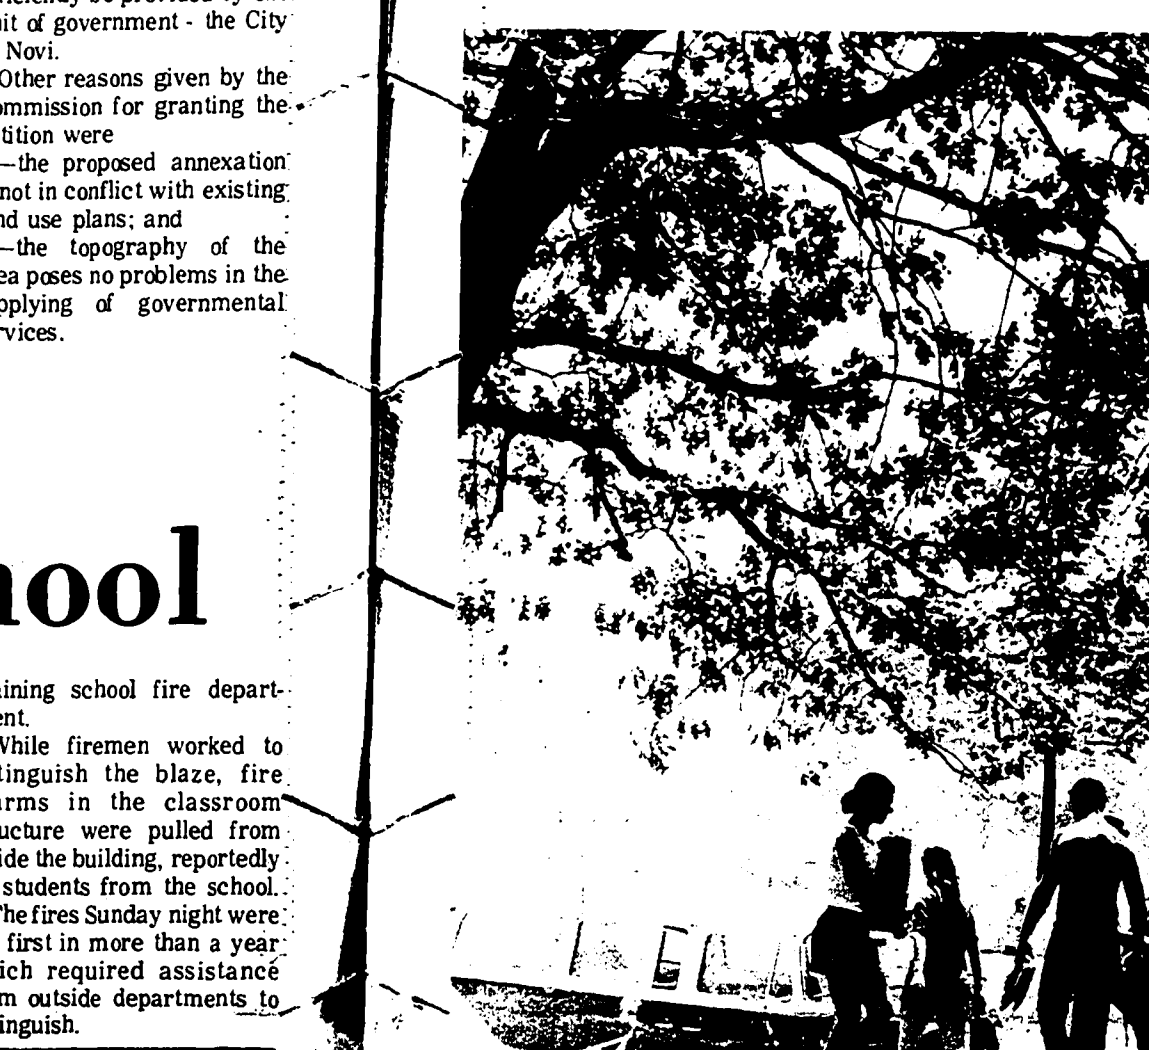 it of government - the City
Novi.
Other reasons given by the
ommission for granting the
tition were
—the proposed annexation
not in conflict with existing
nd use plans; and
—the topography of the
ea poses no problems in the
pplying of governmental
rvices.
ool
ining school fire depart-
ent.
While firemen worked to
tinguish the blaze, fire
arms in the classroom
ucture were pulled from
ide the building, reportedly
students from the school.
The fires Sunday night were
first in more than a year
ich required assistance
m outside departments to
inguish.